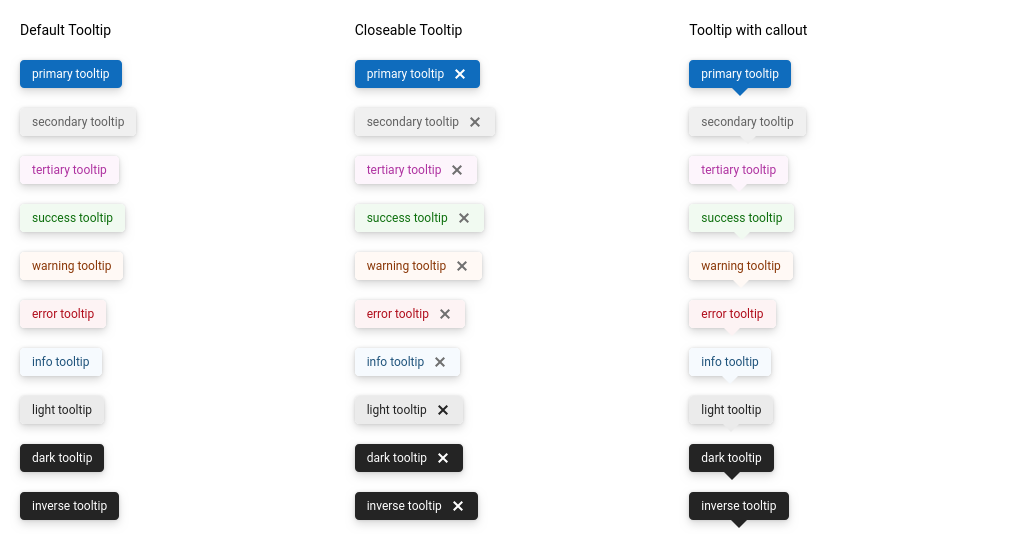 Default Tooltip
Closeable Tooltip
Tooltip with callout
primary tooltip
primary tooltip
primary tooltip
secondary tooltip
secondary tooltip
secondary tooltip
tertiary tooltip
tertiary tooltip
tertiary tooltip
success tooltip
success tooltip
success tooltip
warning tooltip
warning tooltip
warning tooltip
error tooltip
error tooltip
error tooltip
info tooltip
info tooltip
info tooltip
light tooltip
light tooltip
light tooltip
dark tooltip
dark tooltip
dark tooltip
inverse tooltip
inverse tooltip
inverse tooltip